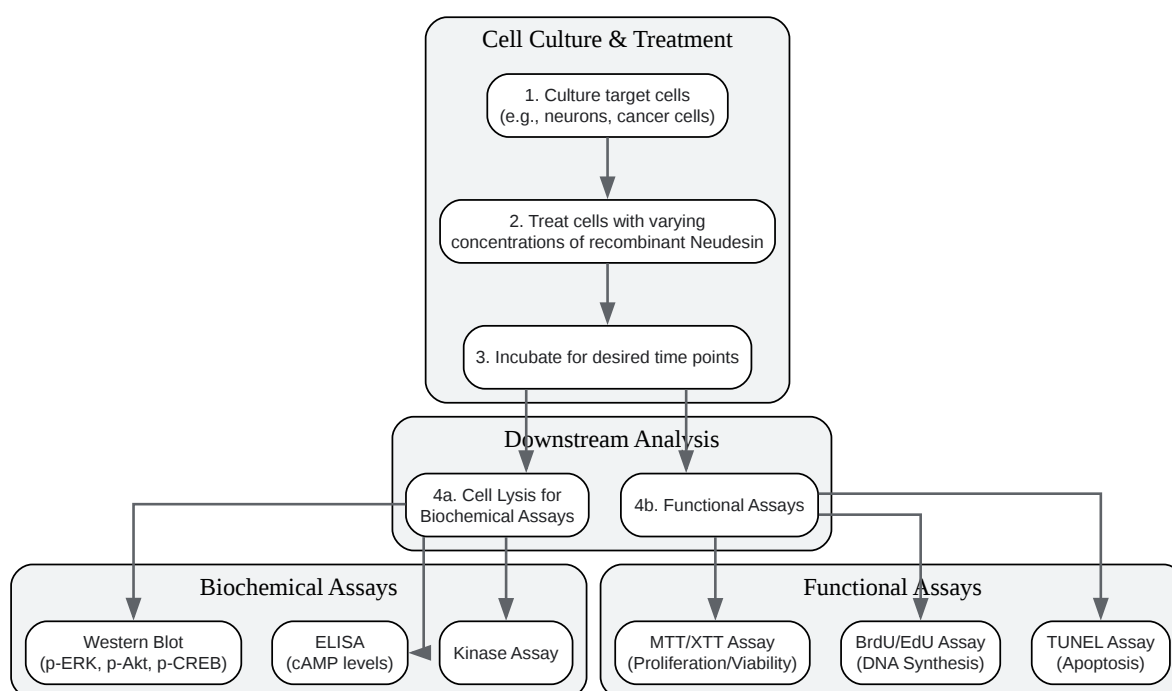 Cell Culture & Treatment
1. Culture target cells
(e.g., neurons, cancer cells)
2. Treat cells with varying
concentrations of recombinant Neudesin
3. Incubate for desired time points
Downstream Analysis
4a. Cell Lysis for
Biochemical Assays
4b. Functional Assays
Biochemical Assays
Western Blot
(p-ERK, p-Akt, p-CREB)
ELISA
(cAMP levels)
Kinase Assay
Functional Assays
MTT/XTT Assay
(Proliferation/Viability)
BrdU/EdU Assay
(DNA Synthesis)
TUNEL Assay
(Apoptosis)